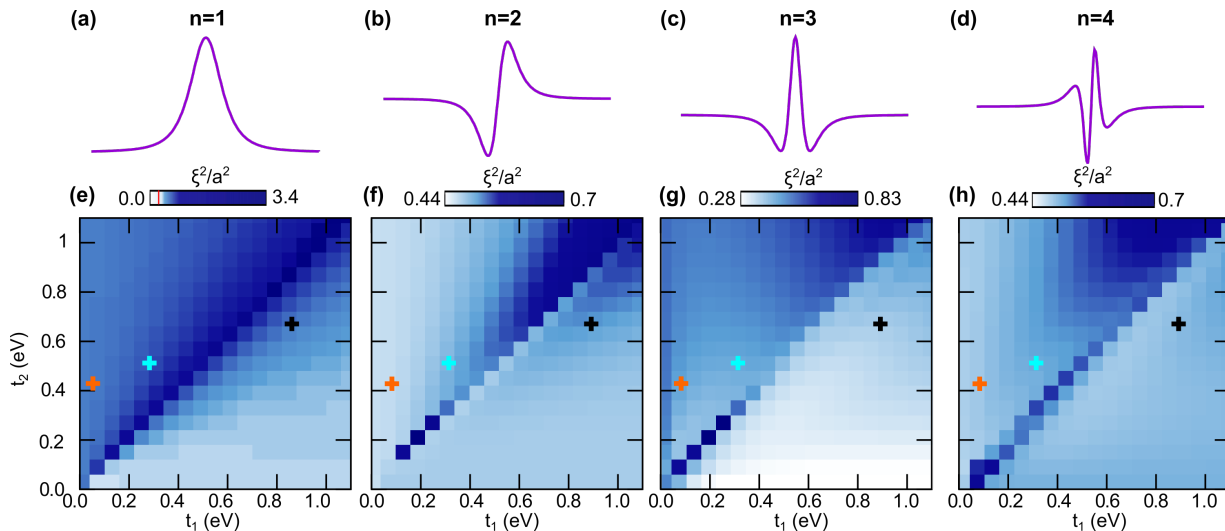 (a) n=1 (b) n=2 (c) n=3 (d) n=4
ξ²/a² ξ²/a² ξ²/a² ξ²/a²
(e) 0.0 3.4 (f) 0.44 0.7 (g) 0.28 0.83 (h) 0.44 0.7
1
0.8
0.6
t₂ (eV)
0.4
0.2
0.0
0.0 0.2 0.4 0.6 0.8 1.0 0.0 0.2 0.4 0.6 0.8 1.0 0.0 0.2 0.4 0.6 0.8 1.0 0.0 0.2 0.4 0.6 0.8 1.0
t₁ (eV) t₁ (eV) t₁ (eV) t₁ (eV)